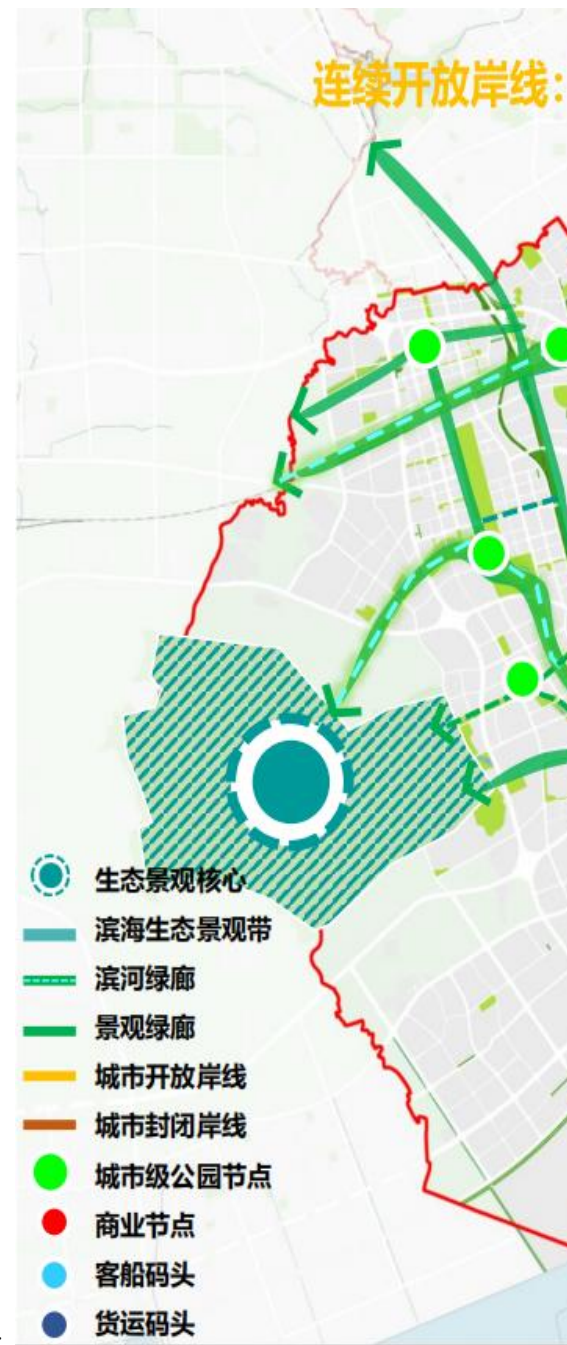 连续开放岸线：
生态景观核心
滨海生态景观带
滨河绿廊
景观绿廊
城市开放岸线
城市封闭岸线
城市级公园节点
商业节点
客船码头
货运码头